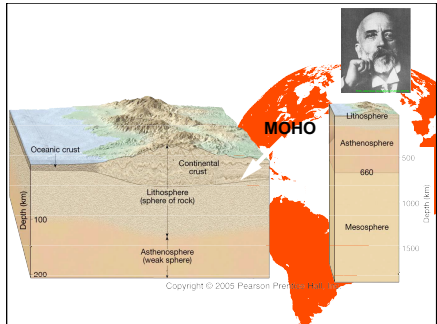 MOHO
Oceanic crust
Continental
crust
Lithosphere
(sphere of rock)
Depth (km)
100
Asthenosphere
(weak sphere)
200
Lithosphere
Asthenosphere
500
660
1000
Mesosphere
1500
Depth (km)
Copyright © 2005 Pearson Prentice Hall